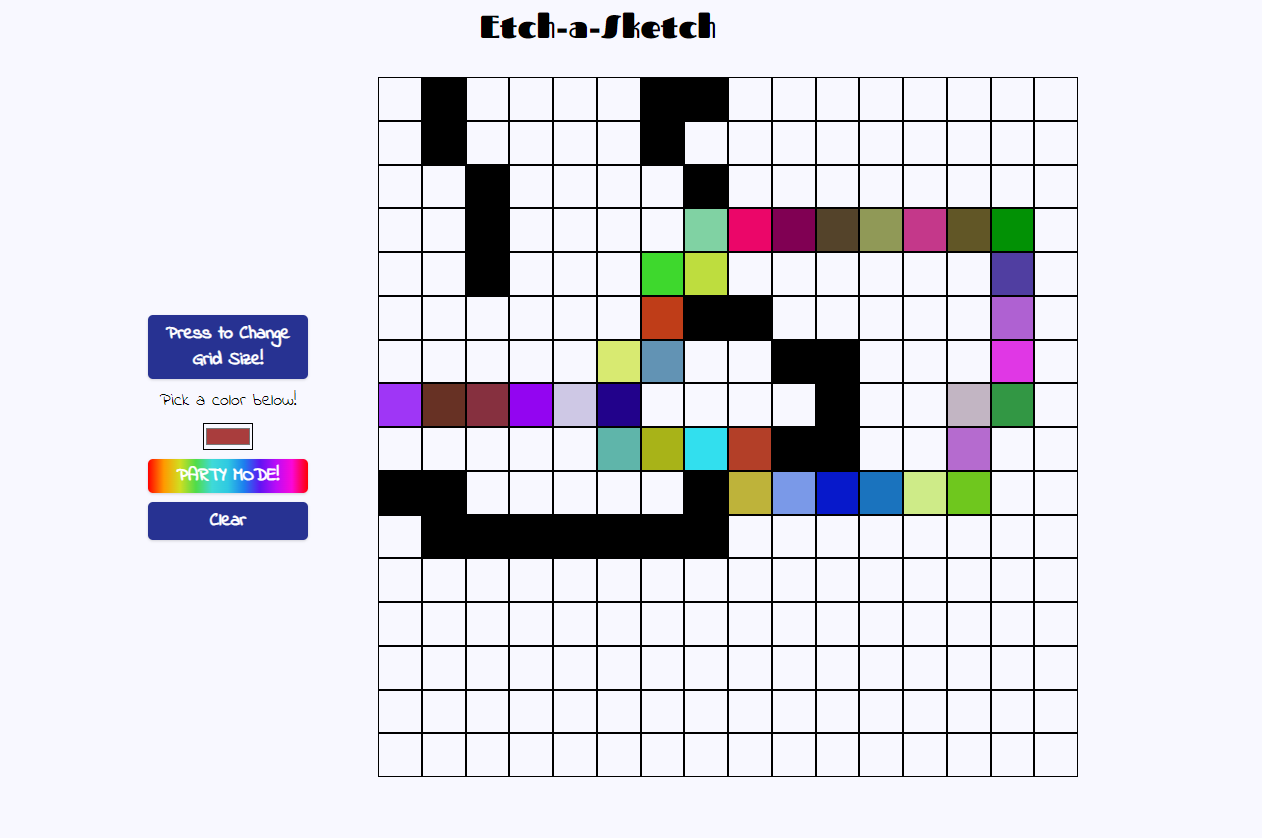 Etch-a-Sketch
Press to Change
Grid Size!
Pick a color below!
PARTY MODE!
Clear